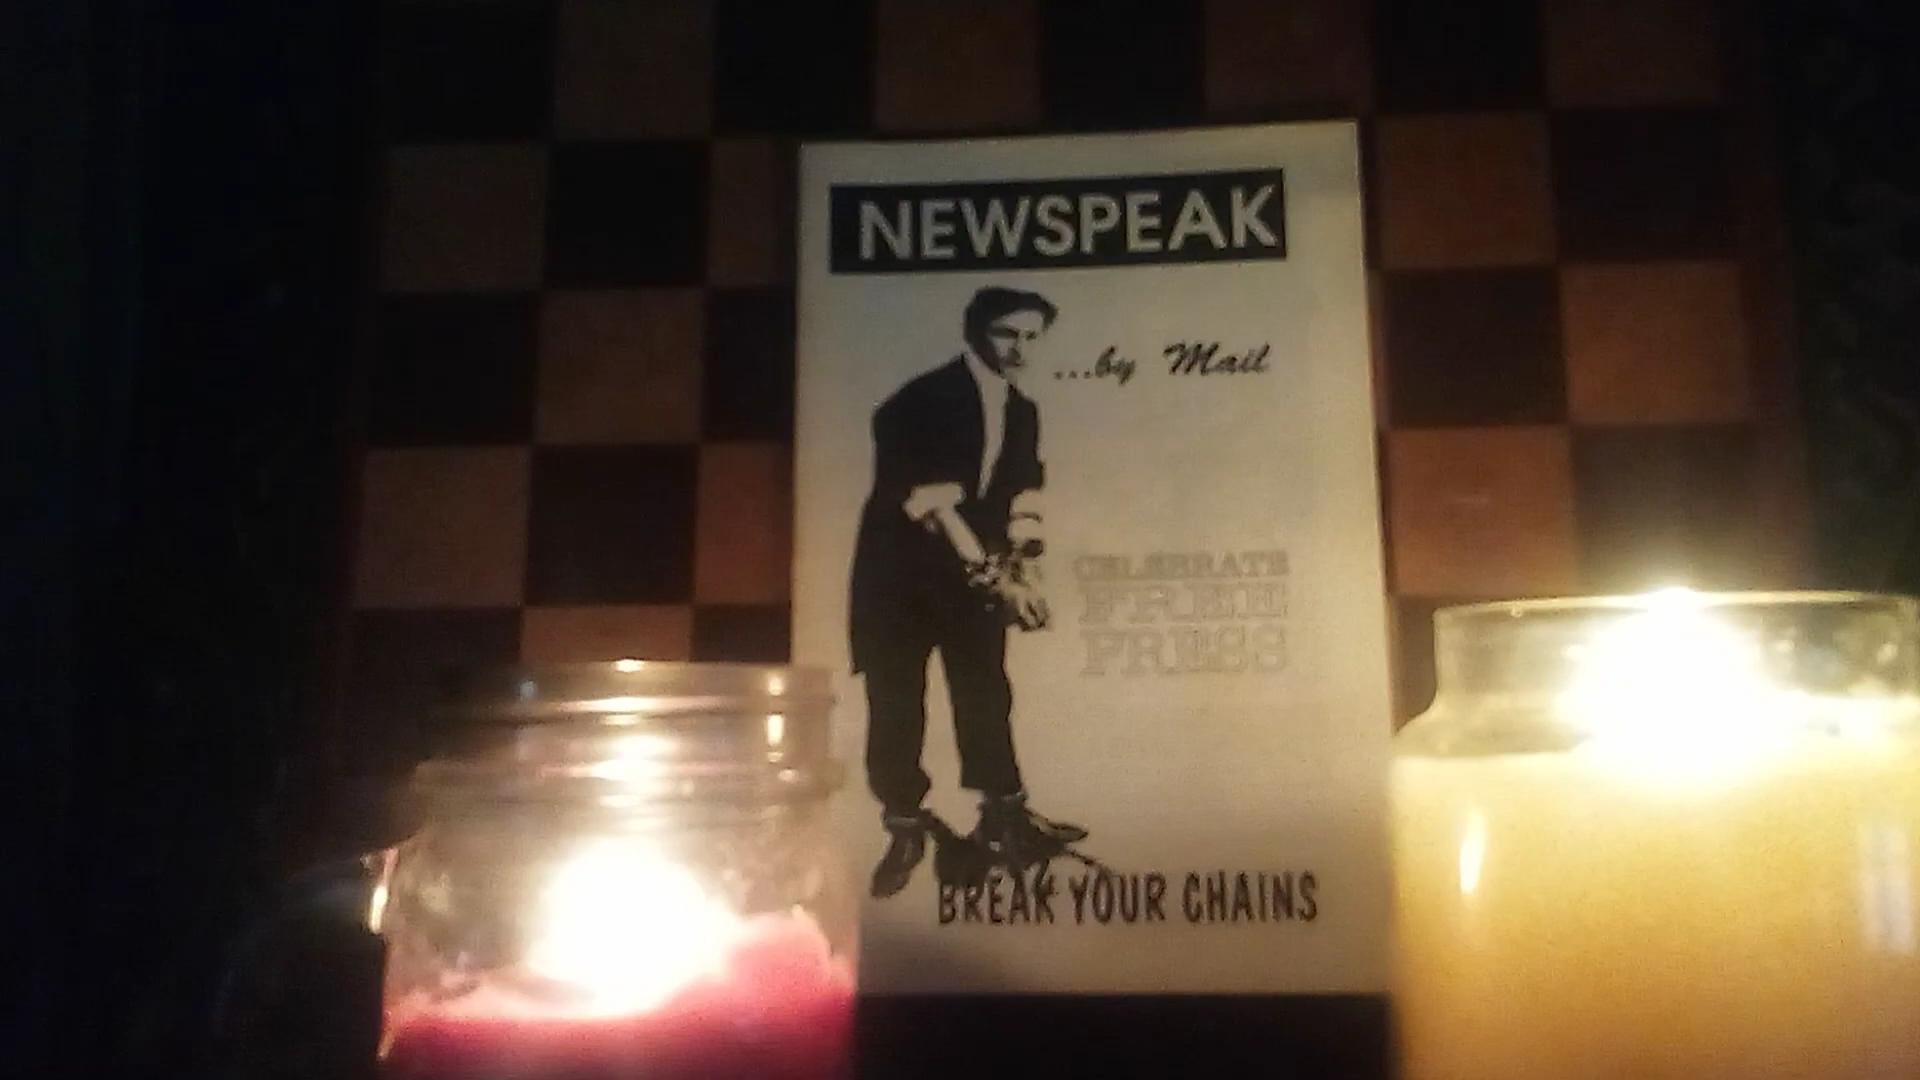 NEWSPEAK
...by Mail
CELEBRATE
FREE
PRESS
BREAK YOUR CHAINS